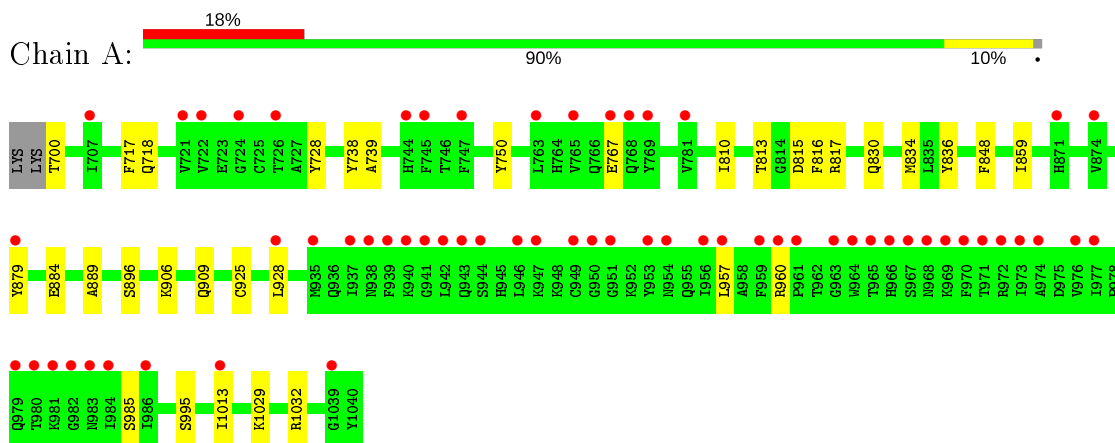 18%
Chain A:
90% 10% •
LYS LYS T700 I707 F717 Q718 V721 V722 E723 G724 C725 T726 A727 Y728 Y738 A739 H744 F745 T746 F747 Y750 L763 H764 V765 Q766 E767 Q768 Y769 V781 I810 T813 G814 D815 F816 R817 Q830 M834 L835 Y836 F848 I859 H871 V874
Y879 E884 A889 S896 K906 Q909 C925 L928 M935 Q936 I937 N938 F939 K940 G941 L942 Q943 S944 H945 L946 K947 K948 C949 G950 G951 K952 Y953 N954 Q955 I956 L957 A958 F959 R960 P961 T962 G963 W964 T965 H966 S967 N968 K969 F970 T971 R972 I973 A974 D975 V976 I977 P978
Q979 T980 K981 G982 N983 I984 S985 I986 S995 I1013 K1029 R1032 G1039 Y1040